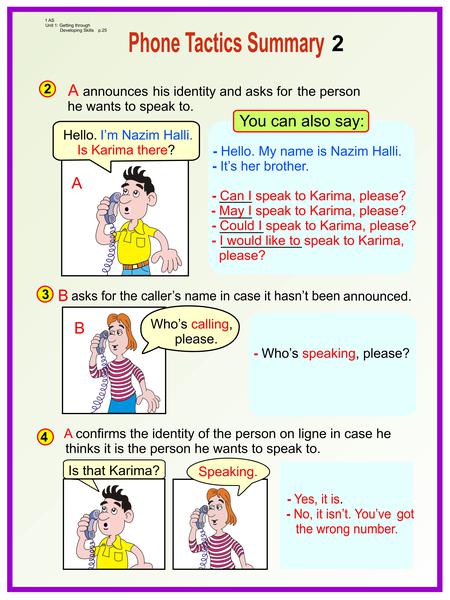 1 AS
Unit 1: Getting through
Developing Skills p.25
Phone Tactics Summary 2
2
A announces his identity and asks for the person
he wants to speak to.
Hello. I'm Nazim Halli.
Is Karima there?
A
You can also say:
- Hello. My name is Nazim Halli.
- It's her brother.
- Can I speak to Karima, please?
- May I speak to Karima, please?
- Could I speak to Karima, please?
- I would like to speak to Karima,
please?
3
B asks for the caller's name in case it hasn't been announced.
B
Who's calling,
please.
- Who's speaking, please?
4
A confirms the identity of the person on ligne in case he
thinks it is the person he wants to speak to.
Is that Karima?
Speaking.
- Yes, it is.
- No, it isn't. You've got
the wrong number.